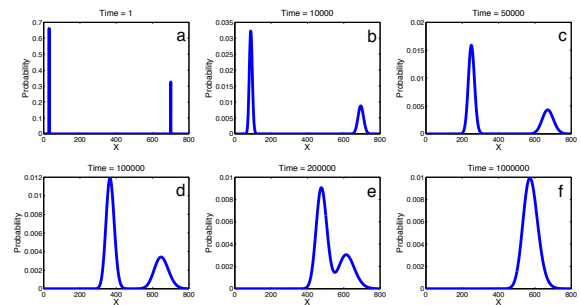 Time = 1
a
Probability
0.7
0.6
0.5
0.4
0.3
0.2
0.1
0
0 200 400 600 800
X
Time = 10000
b
Probability
0.035
0.03
0.025
0.02
0.015
0.01
0.005
0
0 200 400 600 800
X
Time = 50000
c
Probability
0.02
0.015
0.01
0.005
0
0 200 400 600 800
X
Time = 100000
d
Probability
0.012
0.01
0.008
0.006
0.004
0.002
0
0 200 400 600 800
X
Time = 200000
e
Probability
0.01
0.008
0.006
0.004
0.002
0
0 200 400 600 800
X
Time = 1000000
f
Probability
0.01
0.008
0.006
0.004
0.002
0
0 200 400 600 800
X